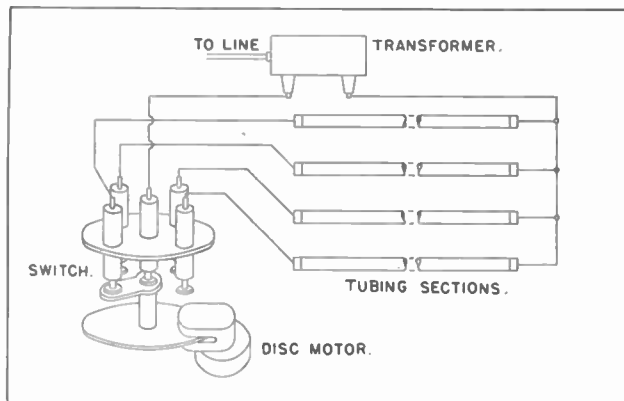 TO LINE
TRANSFORMER.
SWITCH.
TUBING SECTIONS.
DISC MOTOR.